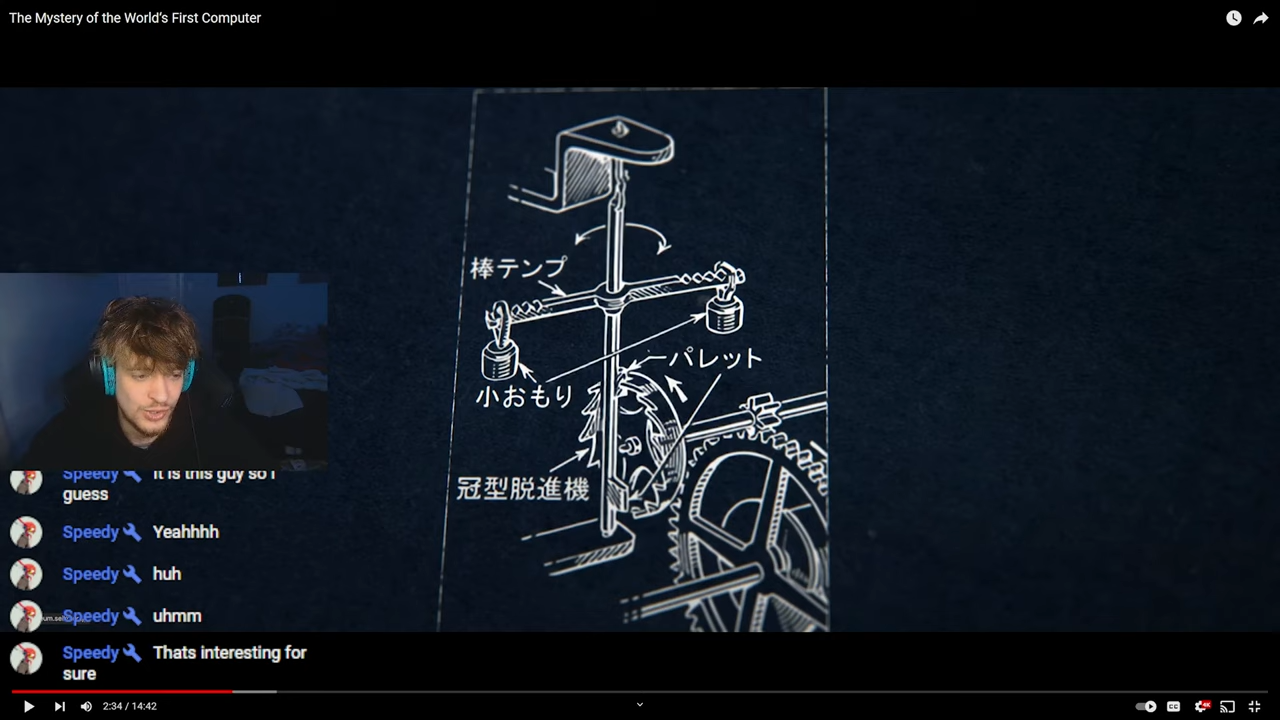 The Mystery of the World's First Computer
棒テンプ
パレット
小おもり
冠型脱進機
Speedy It is this guy so I
guess
Speedy Yeahhhh
Speedy huh
Speedy uhmm
Speedy Thats interesting for
sure
2:34 / 14:42
4K